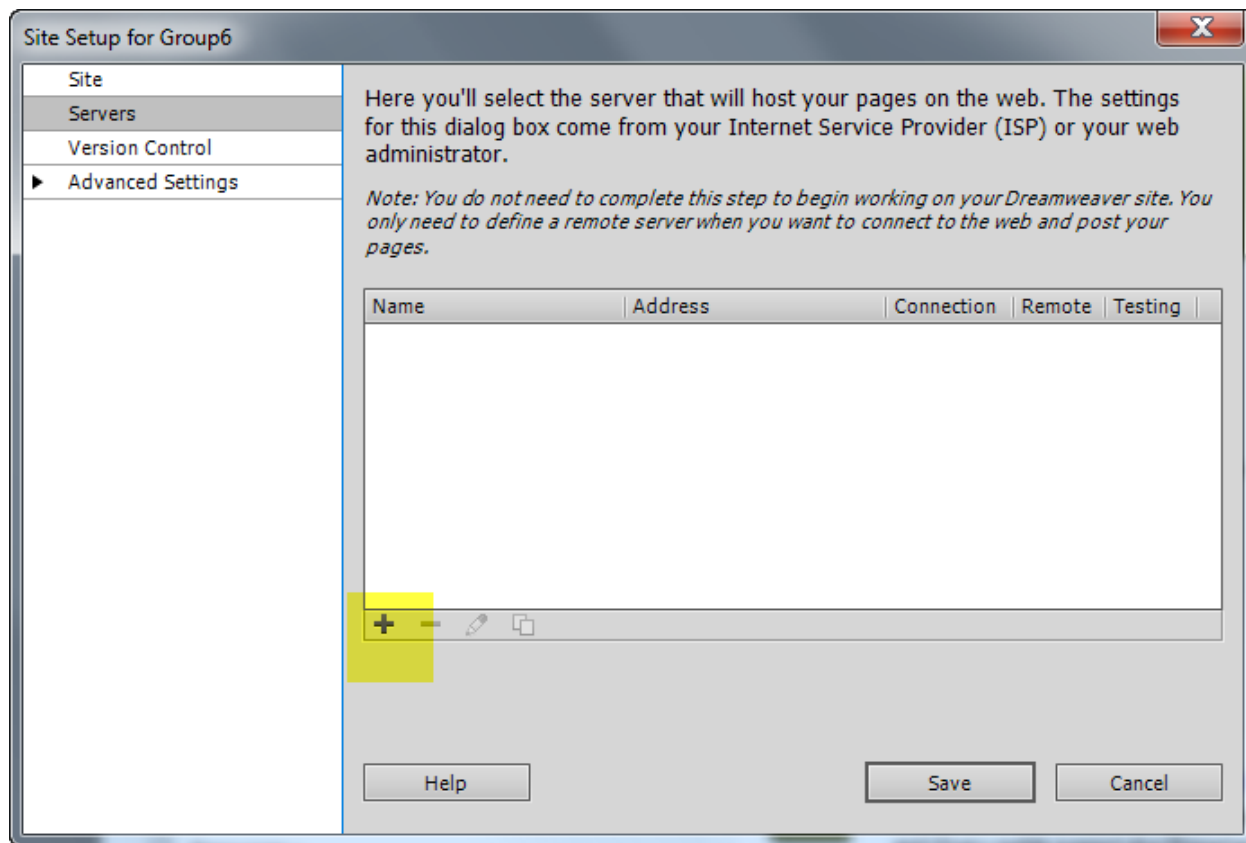 Site Setup for Group6
Site
Servers
Version Control
Advanced Settings
Here you'll select the server that will host your pages on the web. The settings
for this dialog box come from your Internet Service Provider (ISP) or your web
administrator.
Note: You do not need to complete this step to begin working on your Dreamweaver site. You
only need to define a remote server when you want to connect to the web and post your
pages.
Name Address Connection Remote Testing
Help Save Cancel